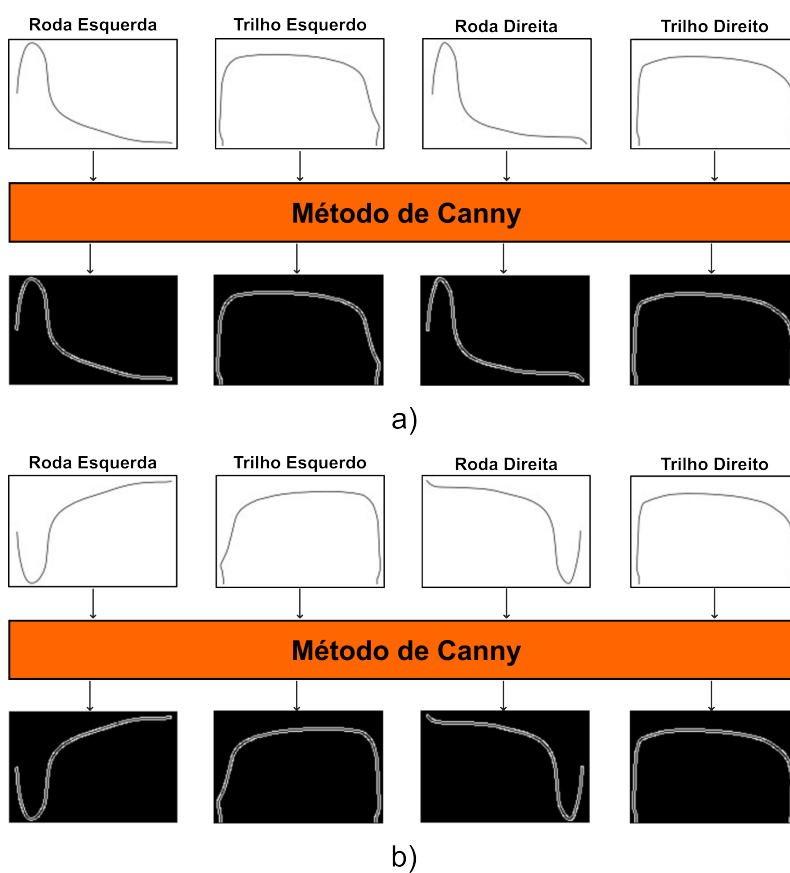 Roda Esquerda Trilho Esquerdo Roda Direita Trilho Direito
Método de Canny
a)
Roda Esquerda Trilho Esquerdo Roda Direita Trilho Direito
Método de Canny
b)